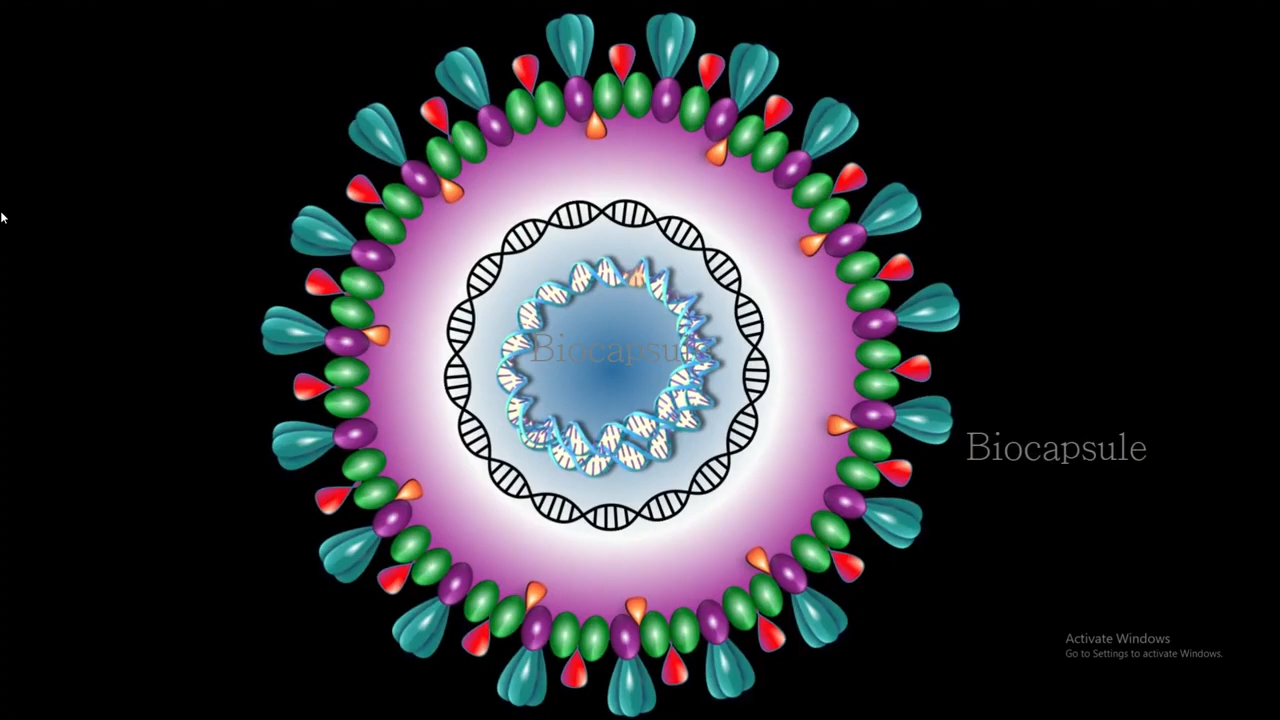 Biocapsule
Biocapsule
Activate Windows
Go to Settings to activate Windows.